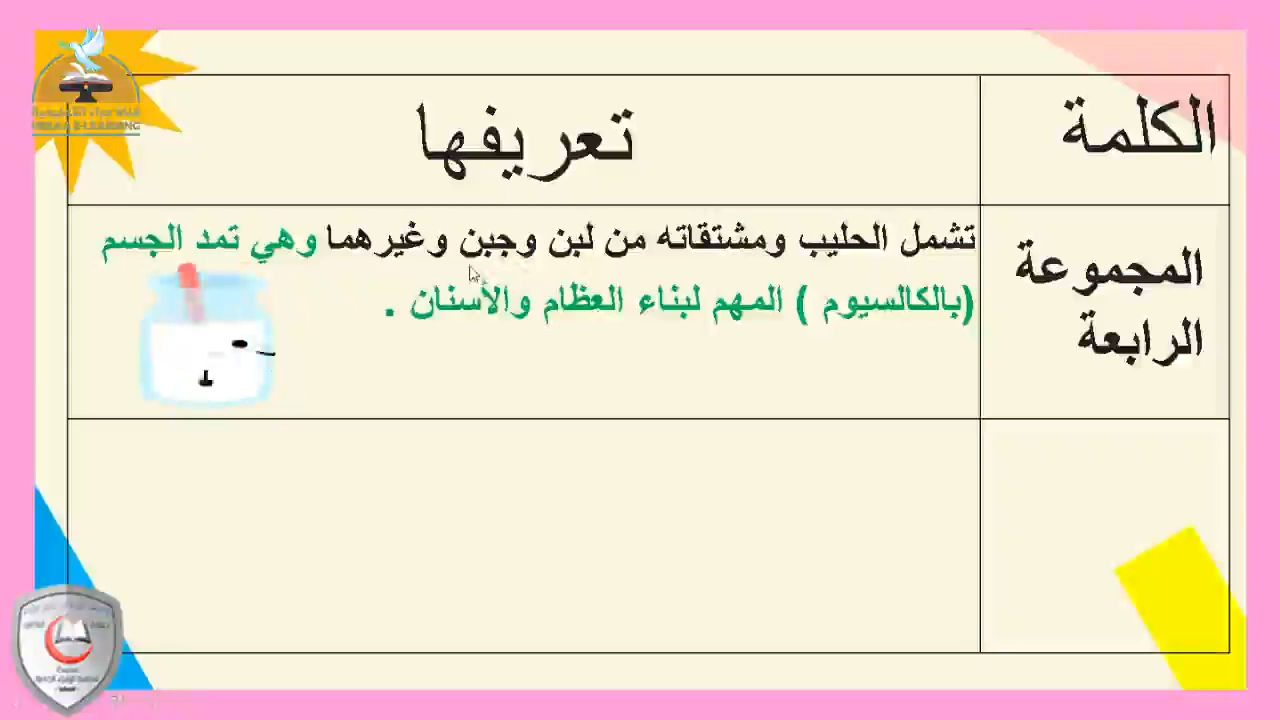 الكلمة
تعريفها
المجموعة
الرابعة
تشمل الحليب ومشتقاته من لبن وجبن وغيرهما وهي تمد الجسم
(بالكالسيوم ) المهم لبناء العظام والأسنان .